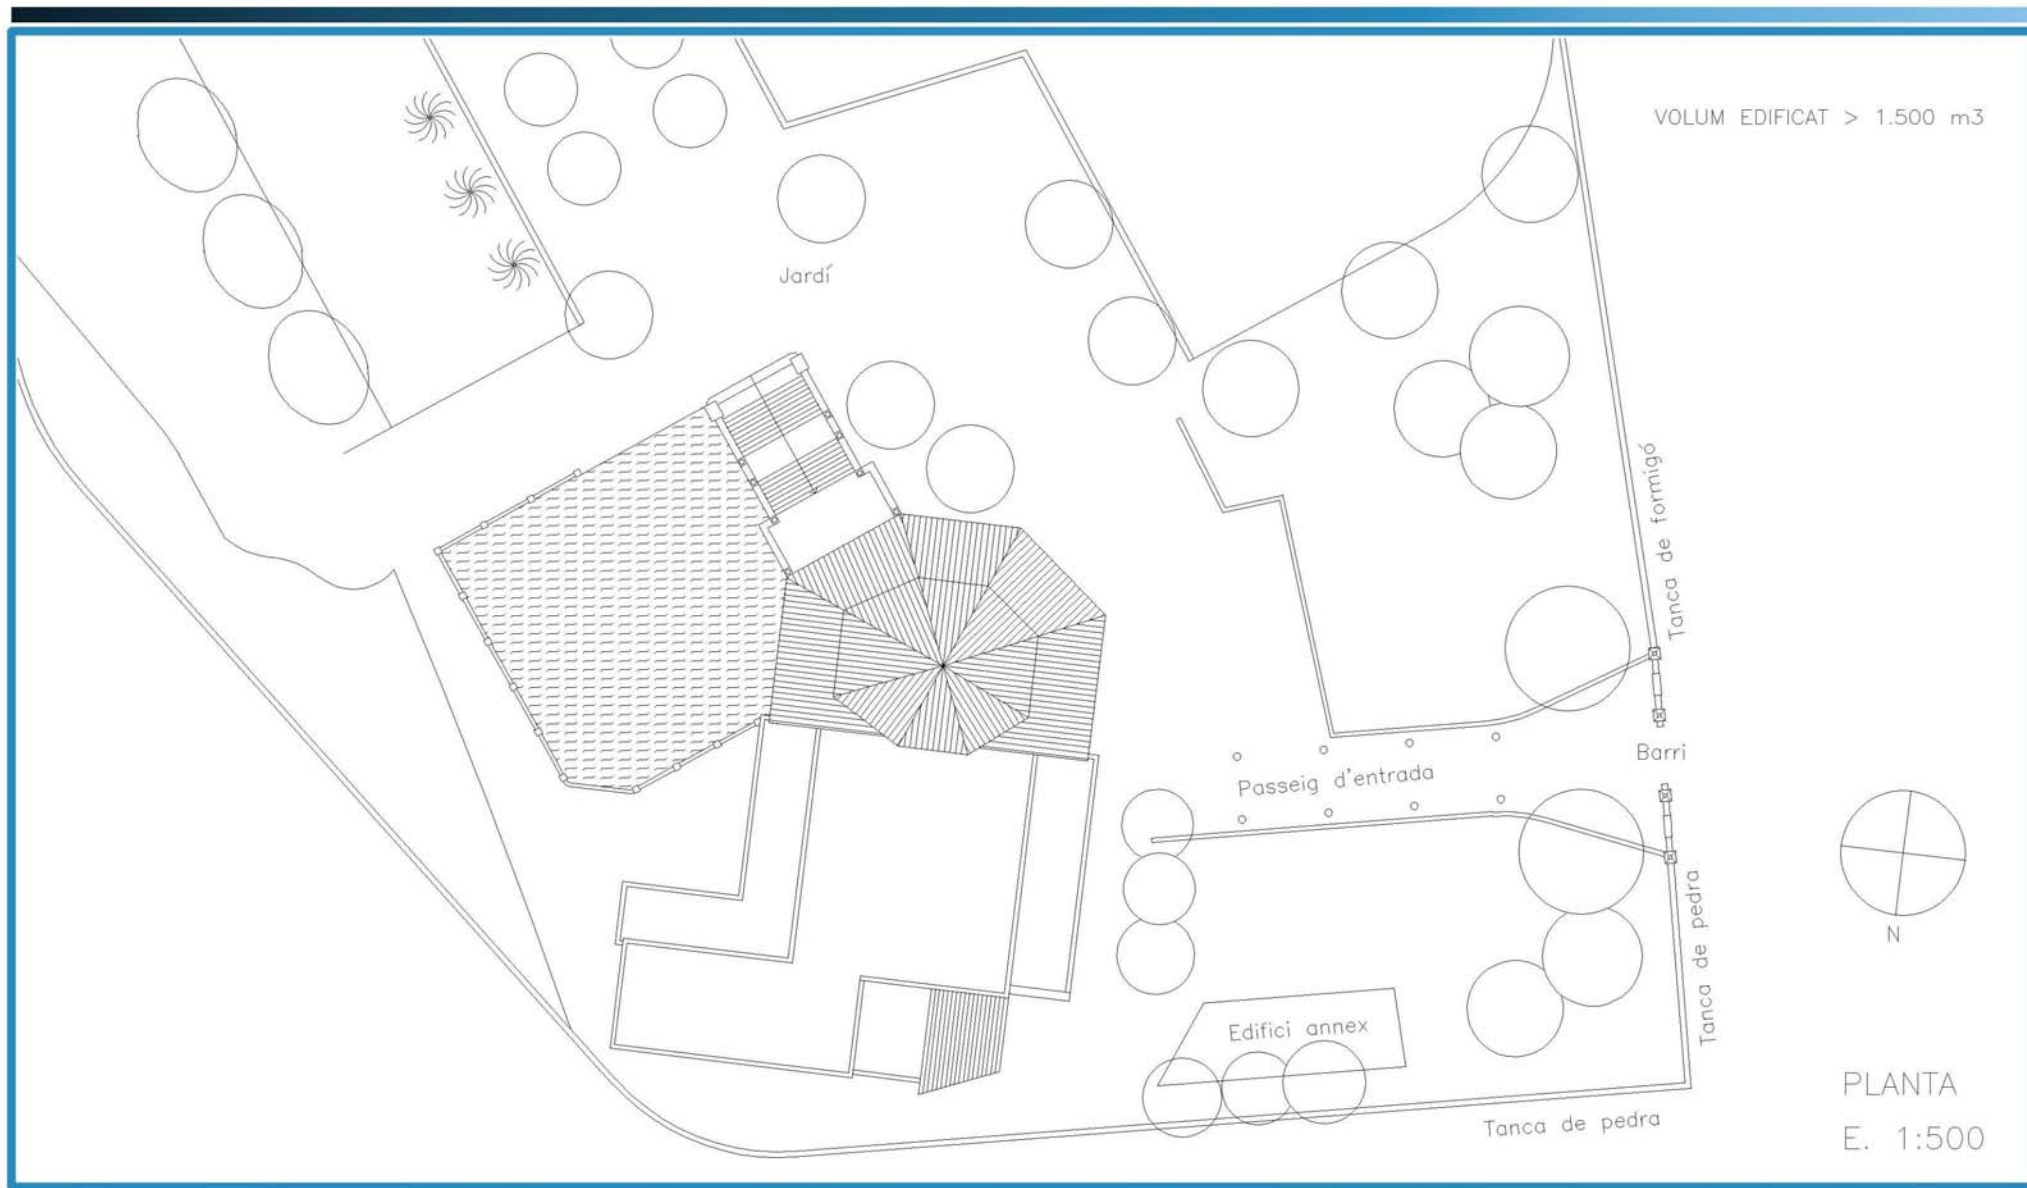 VOLUM EDIFICAT > 1.500 m3
Jardí
Tanca de formigó
Barri
Passeig d'entrada
Tanca de pedra
N
Edifici annex
Tanca de pedra
PLANTA
E. 1:500